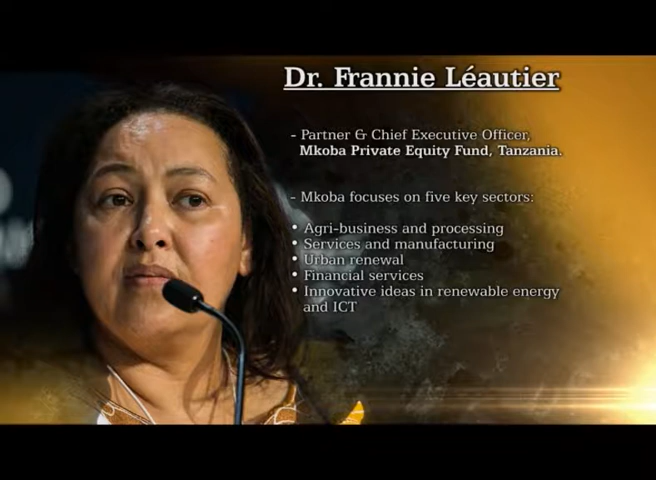 Dr. Frannie Léautier
- Partner & Chief Executive Officer,
Mkoba Private Equity Fund, Tanzania.
- Mkoba focuses on five key sectors:
• Agri-business and processing
• Services and manufacturing
• Urban renewal
• Financial services
• Innovative ideas in renewable energy
and ICT